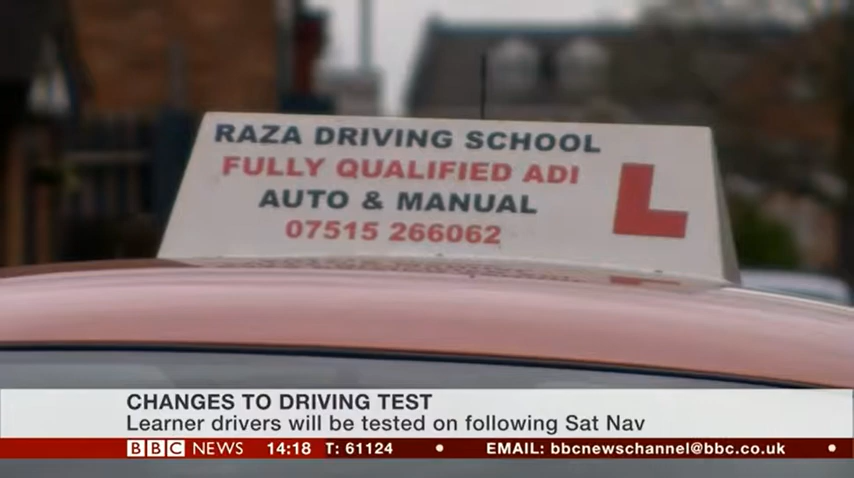 RAZA DRIVING SCHOOL
FULLY QUALIFIED ADI
AUTO & MANUAL
07515 266062
L
CHANGES TO DRIVING TEST
Learner drivers will be tested on following Sat Nav
BBC NEWS 14:18 T: 61124 • EMAIL: bbcnewschannel@bbc.co.uk •